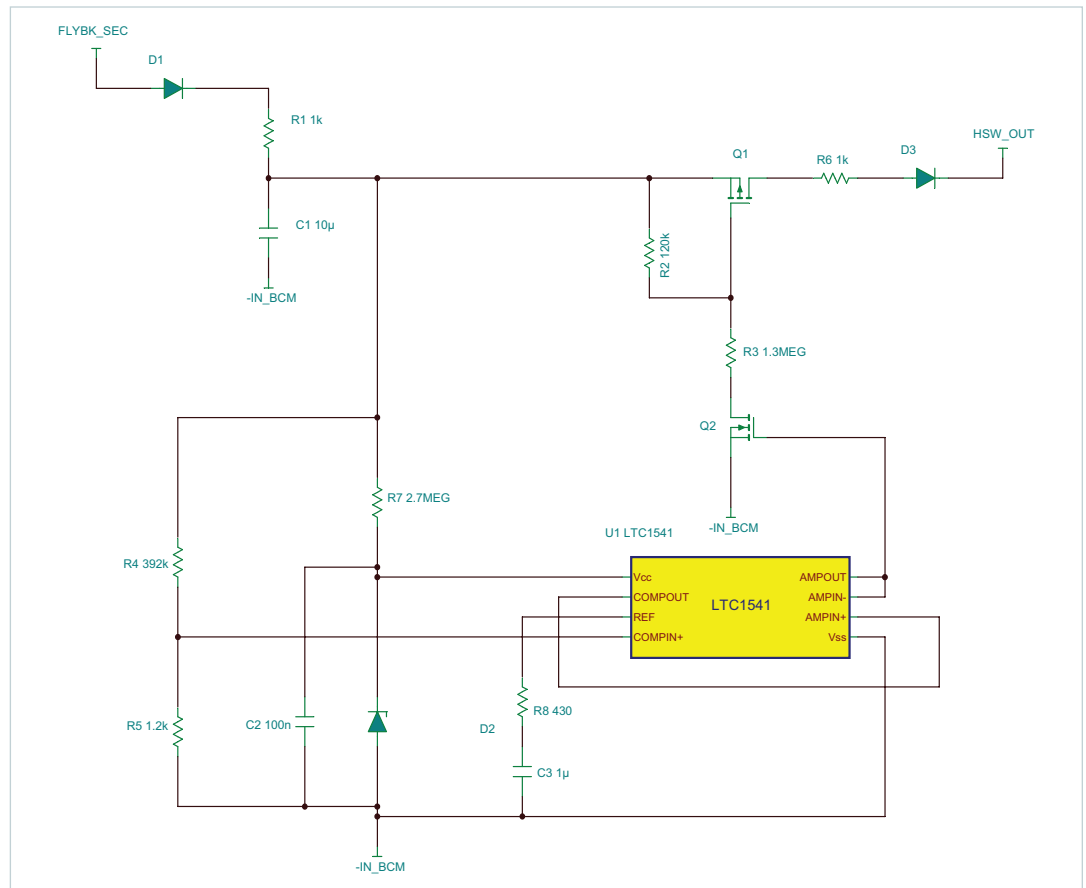 FLYBK_SEC
D1
R1 1k
HSW_OUT
Q1
R6 1k
D3
C1 10µ
-IN_BCM
R2 120k
R3 1.3MEG
Q2
-IN_BCM
R7 2.7MEG
U1 LTC1541
R4 392k
Vcc
COMPOUT
REF
COMPIN+
LTC1541
AMPOUT
AMPIN-
AMPIN+
Vss
R5 1.2k
C2 100n
D2
R8 430
C3 1µ
-IN_BCM